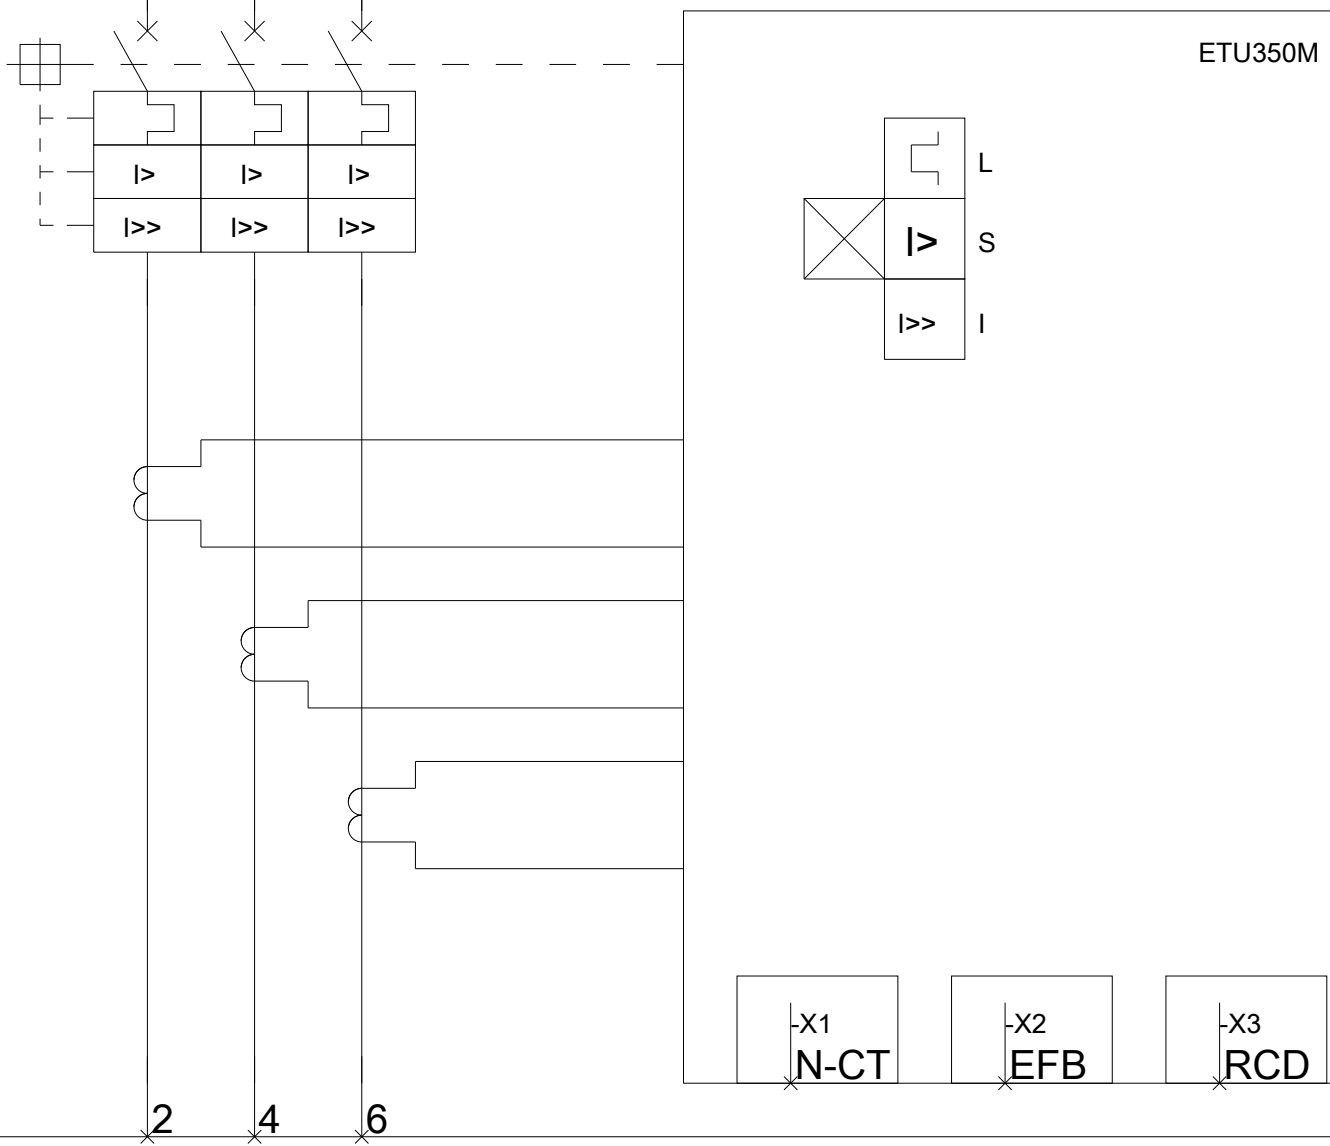 ETU350M
L
I> I> I> I> S
I>> I>> I>>
I>> I
-X1 -X2 -X3
N-CT EFB RCD
2 4 6